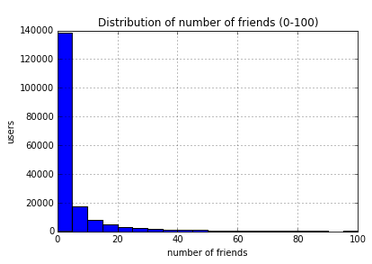 Distribution of number of friends (0-100)
140000
120000
100000
80000
60000
40000
20000
0
users
0 20 40 60 80 100
number of friends